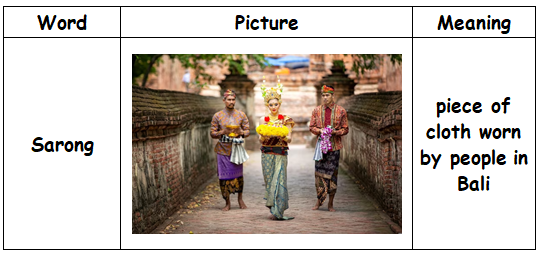 Word
Picture
Meaning
Sarong
piece of
cloth worn
by people in
Bali